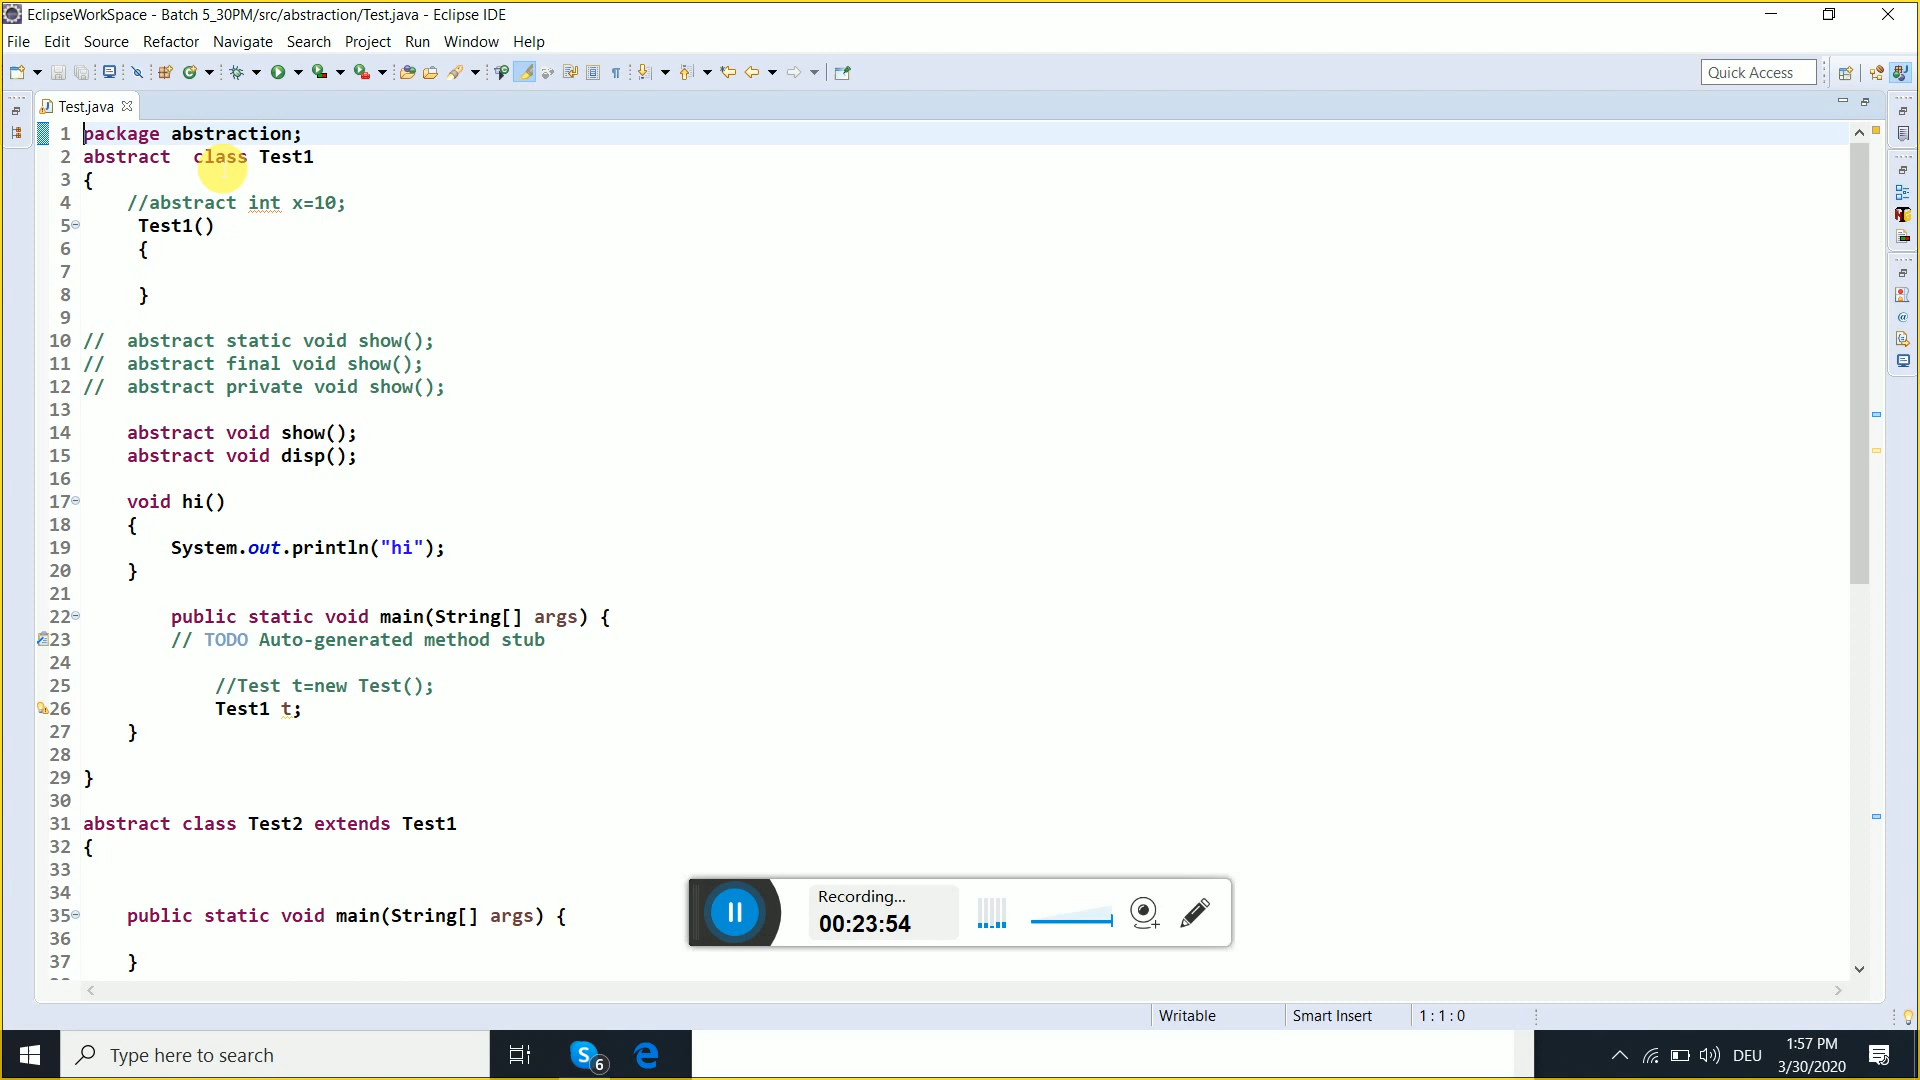 EclipseWorkSpace - Batch 5_30PM/src/abstraction/Test.java - Eclipse IDE
File Edit Source Refactor Navigate Search Project Run Window Help
Quick Access
Test.java
1 package abstraction;
2 abstract  class Test1
3 {
4     //abstract int x=10;
5      Test1()
6      {
7
8      }
9
10 //  abstract static void show();
11 //  abstract final void show();
12 //  abstract private void show();
13
14     abstract void show();
15     abstract void disp();
16
17     void hi()
18     {
19         System.out.println("hi");
20     }
21
22         public static void main(String[] args) {
23         // TODO Auto-generated method stub
24
25             //Test t=new Test();
26             Test1 t;
27     }
28
29 }
30
31 abstract class Test2 extends Test1
32 {
33
34
35     public static void main(String[] args) {
36
37     }
Recording...
00:23:54
Writable Smart Insert 1 : 1 : 0
Type here to search
S 6
DEU
1:57 PM
3/30/2020